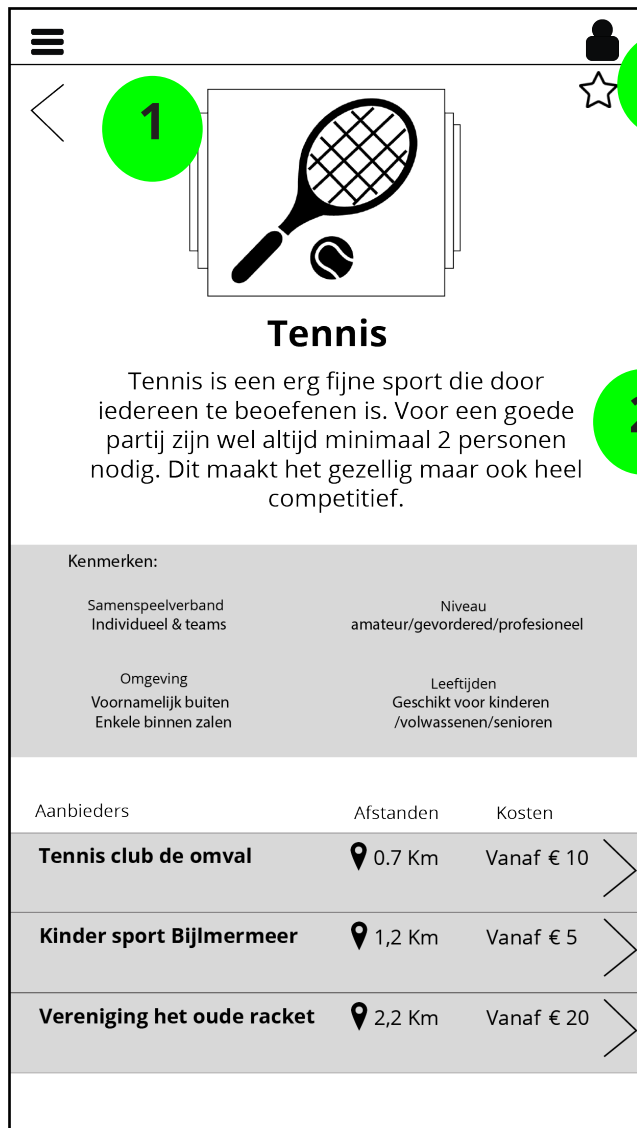 1
Tennis
Tennis is een erg fijne sport die door
iedereen te beoefenen is. Voor een goede
partij zijn wel altijd minimaal 2 personen
nodig. Dit maakt het gezellig maar ook heel
competitief.
2
Kenmerken:
Samenspeelverband
Individueel & teams
Niveau
amateur/gevordered/profesioneel
Omgeving
Voornamelijk buiten
Enkele binnen zalen
Leeftijden
Geschikt voor kinderen
/volwassenen/senioren
Aanbieders Afstanden Kosten
Tennis club de omval 0.7 Km Vanaf € 10
Kinder sport Bijlmermeer 1,2 Km Vanaf € 5
Vereniging het oude racket 2,2 Km Vanaf € 20